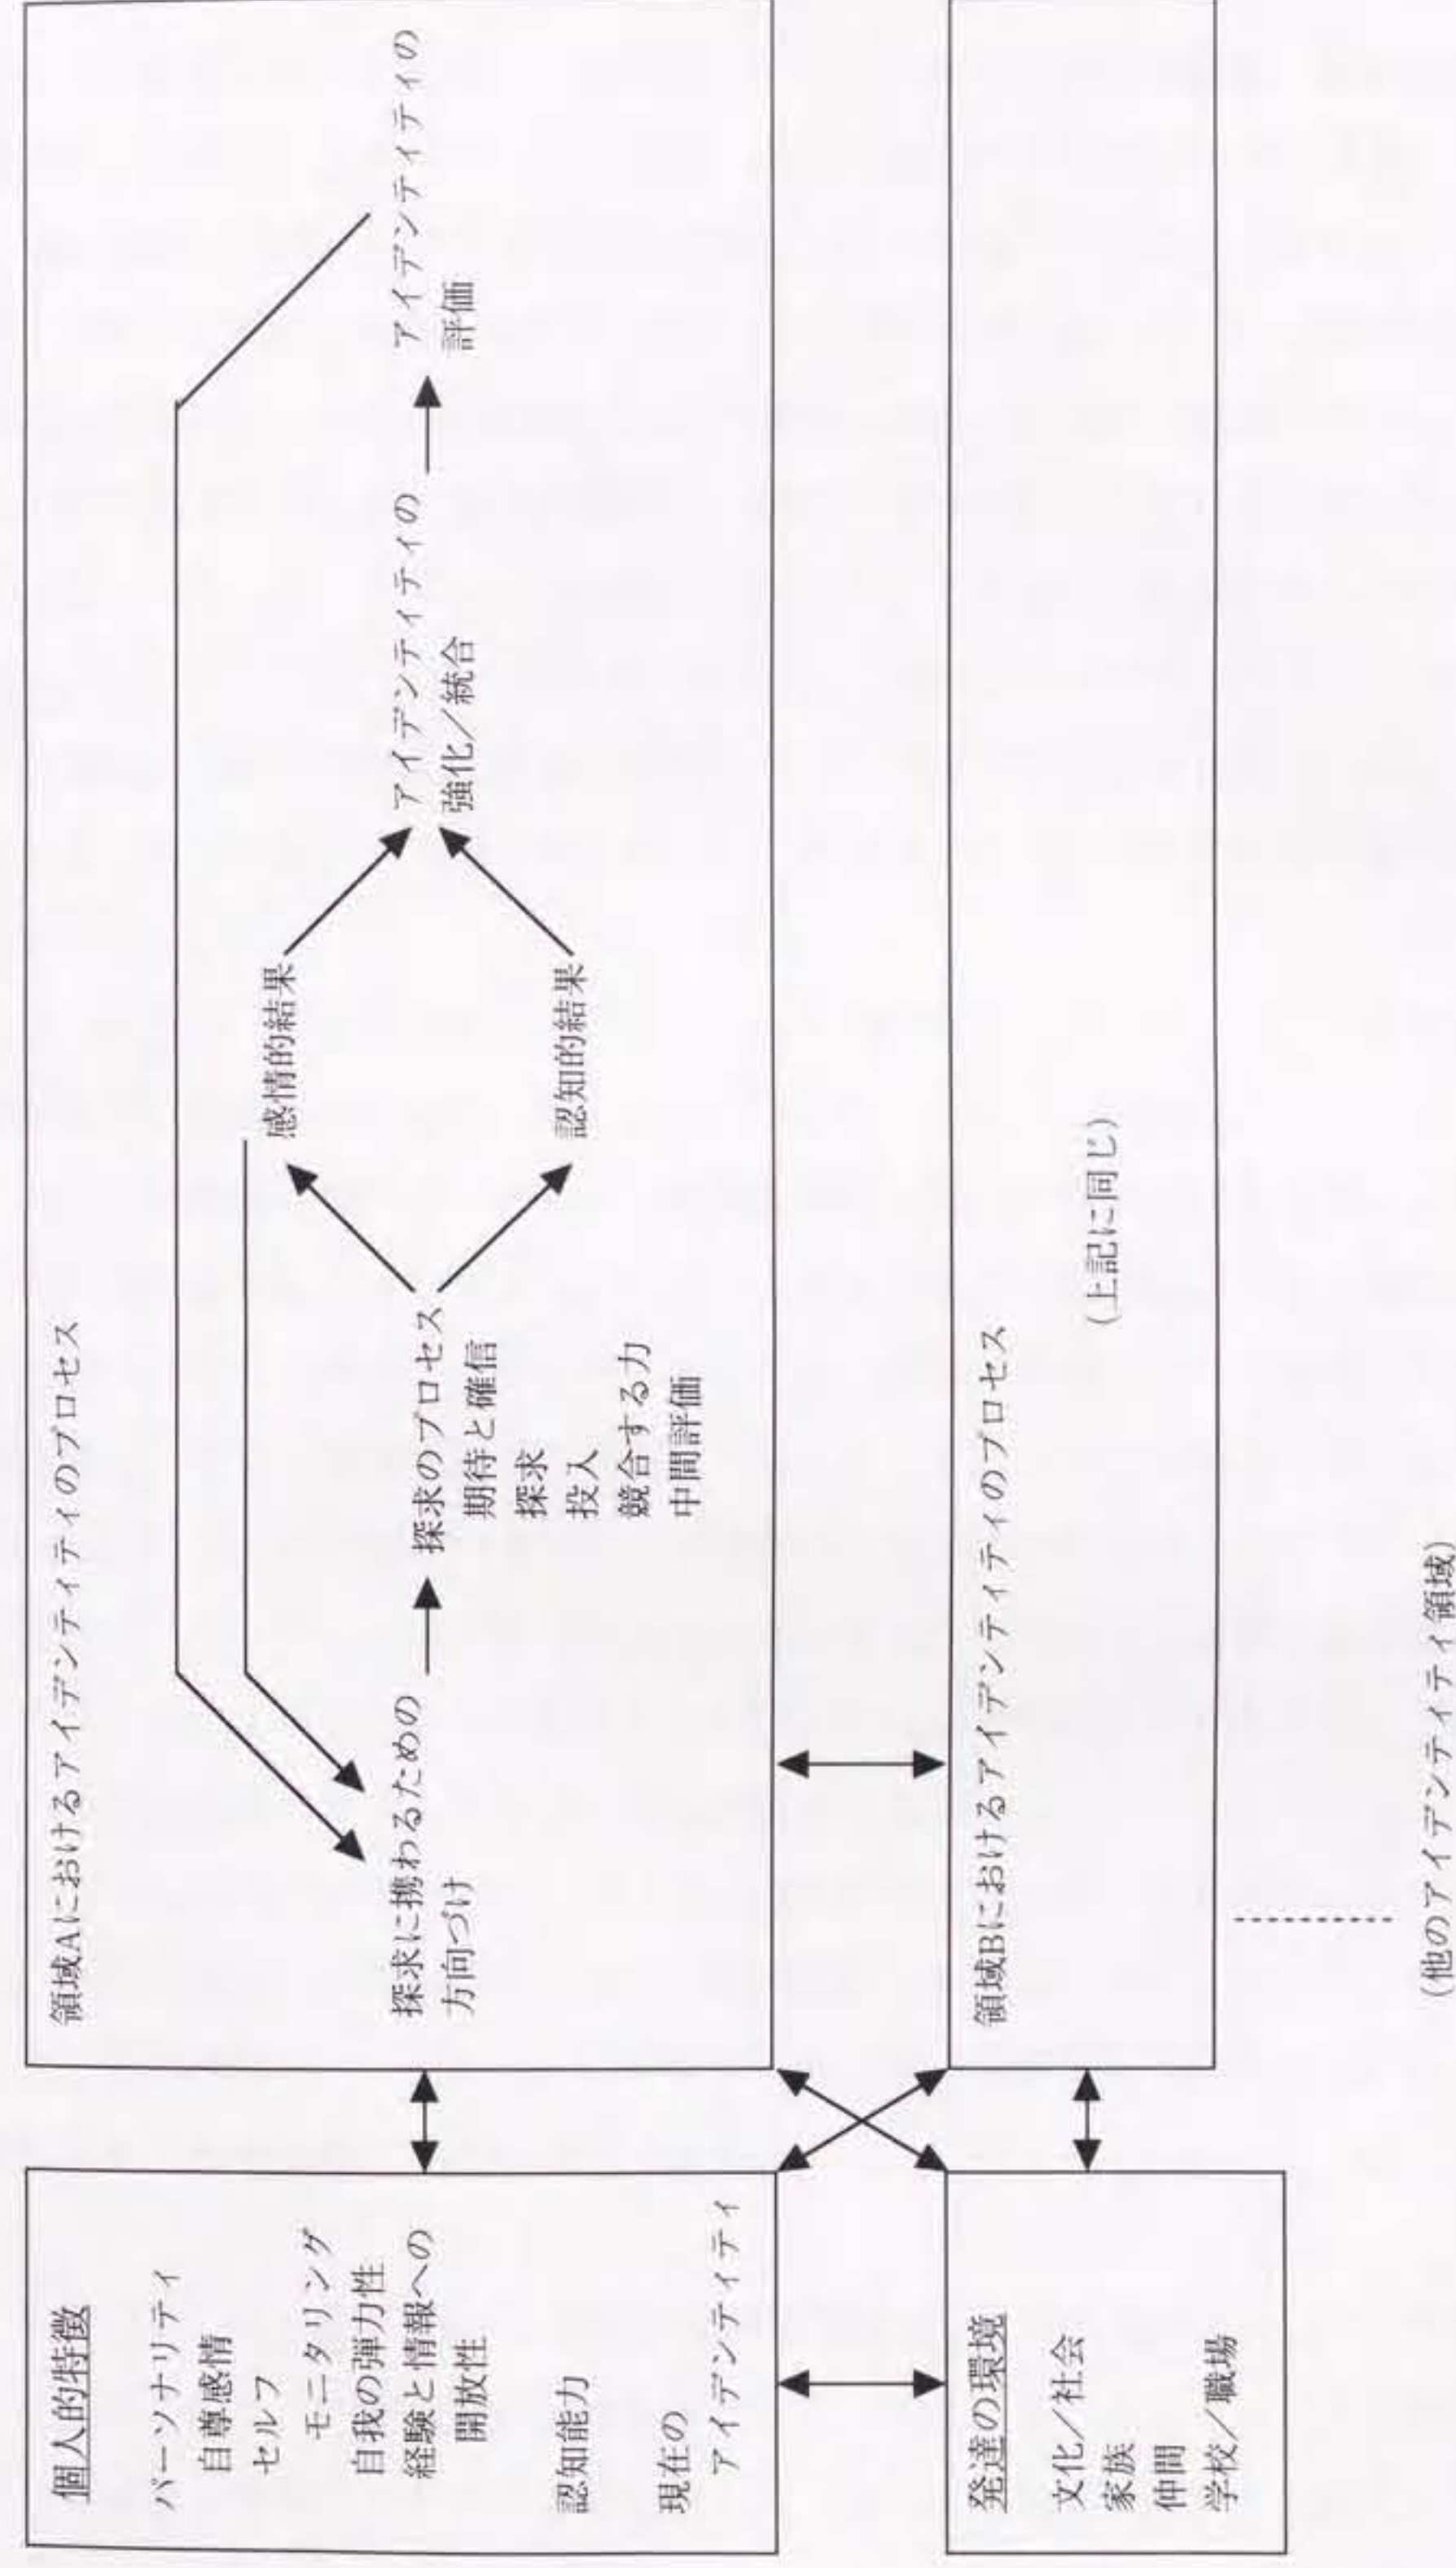 個人的特徴
パーソナリティ
自尊感情
セルフ
モニタリング
自我の弾力性
経験と情報への
開放性
認知能力
現在の
アイデンティティ
発達の環境
文化/社会
家族
仲間
学校/職場
領域Aにおけるアイデンティティのプロセス
探求に携わるための
方向づけ
探求のプロセス
期待と確信
探求
投入
競合する力
中間評価
感情的結果
認知的結果
アイデンティティの
強化/統合
アイデンティティの
評価
領域Bにおけるアイデンティティのプロセス
(上記に同じ)
(他のアイデンティティ領域)